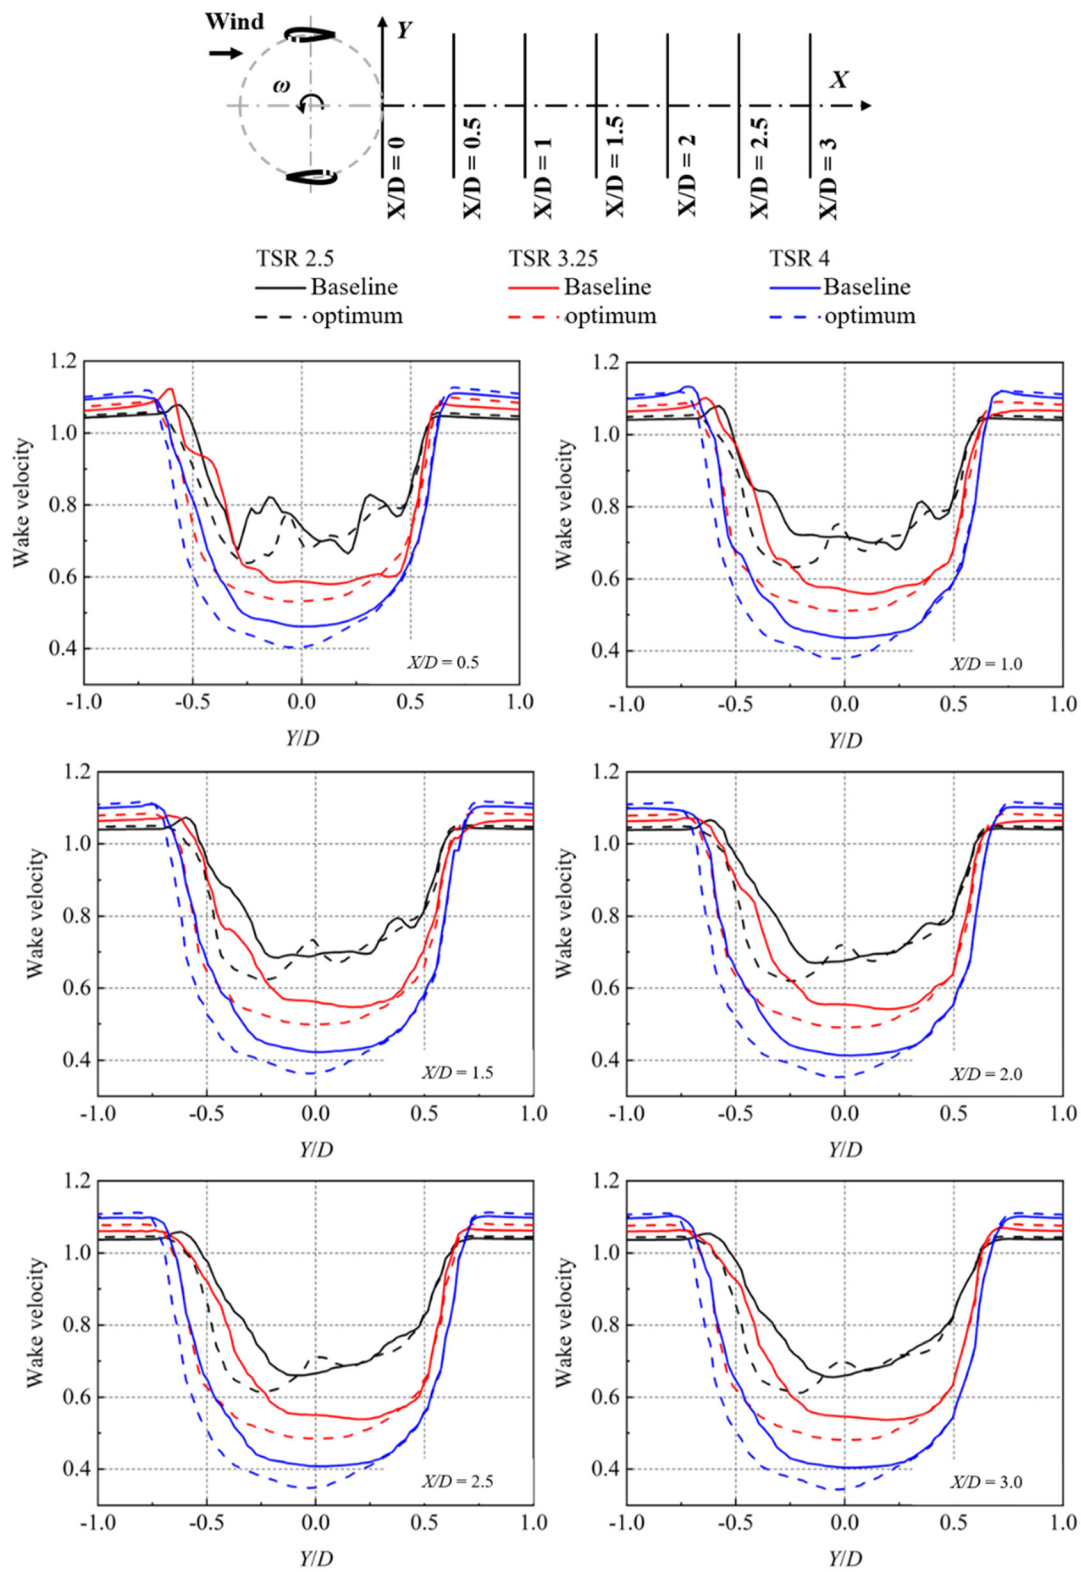 Wind
Y
ω
X
X/D = 0
X/D = 0.5
X/D = 1
X/D = 1.5
X/D = 2
X/D = 2.5
X/D = 3
TSR 2.5 TSR 3.25 TSR 4
Baseline Baseline Baseline
optimum optimum optimum
1.2
1.0
0.8
0.6
0.4
Wake velocity
X/D = 0.5
-1.0 -0.5 0.0 0.5 1.0
Y/D
1.2
1.0
0.8
0.6
0.4
Wake velocity
X/D = 1.0
-1.0 -0.5 0.0 0.5 1.0
Y/D
1.2
1.0
0.8
0.6
0.4
Wake velocity
X/D = 1.5
-1.0 -0.5 0.0 0.5 1.0
Y/D
1.2
1.0
0.8
0.6
0.4
Wake velocity
X/D = 2.0
-1.0 -0.5 0.0 0.5 1.0
Y/D
1.2
1.0
0.8
0.6
0.4
Wake velocity
X/D = 2.5
-1.0 -0.5 0.0 0.5 1.0
Y/D
1.2
1.0
0.8
0.6
0.4
Wake velocity
X/D = 3.0
-1.0 -0.5 0.0 0.5 1.0
Y/D